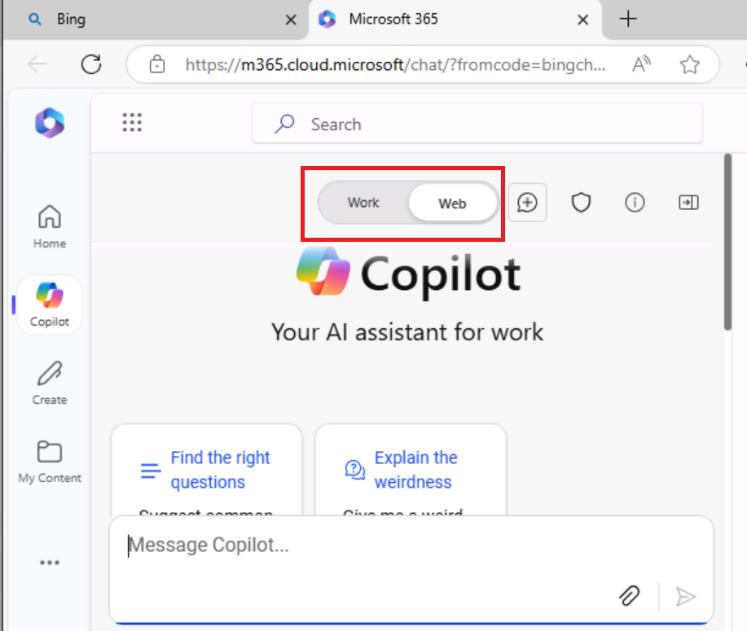 Bing
Microsoft 365
https://m365.cloud.microsoft/chat/?fromcode=bingch...
Search
Work
Web
Home
Copilot
Copilot
Your AI assistant for work
Create
My Content
Find the right
questions
Explain the
weirdness
Suggest common
Give me a weird
Message Copilot...